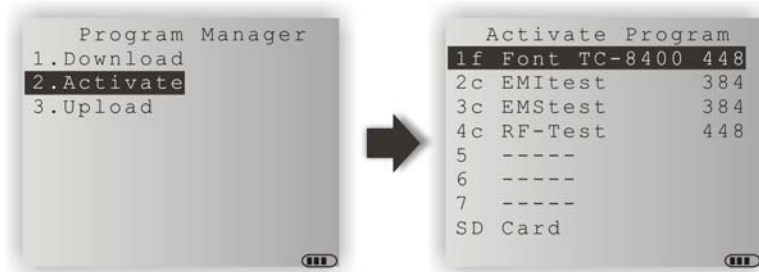 Program Manager
1.Download
2.Activate
3.Upload
Activate Program
1f Font TC-8400 448
2c EMItest 384
3c EMStest 384
4c RF-Test 448
5 -----
6 -----
7 -----
SD Card